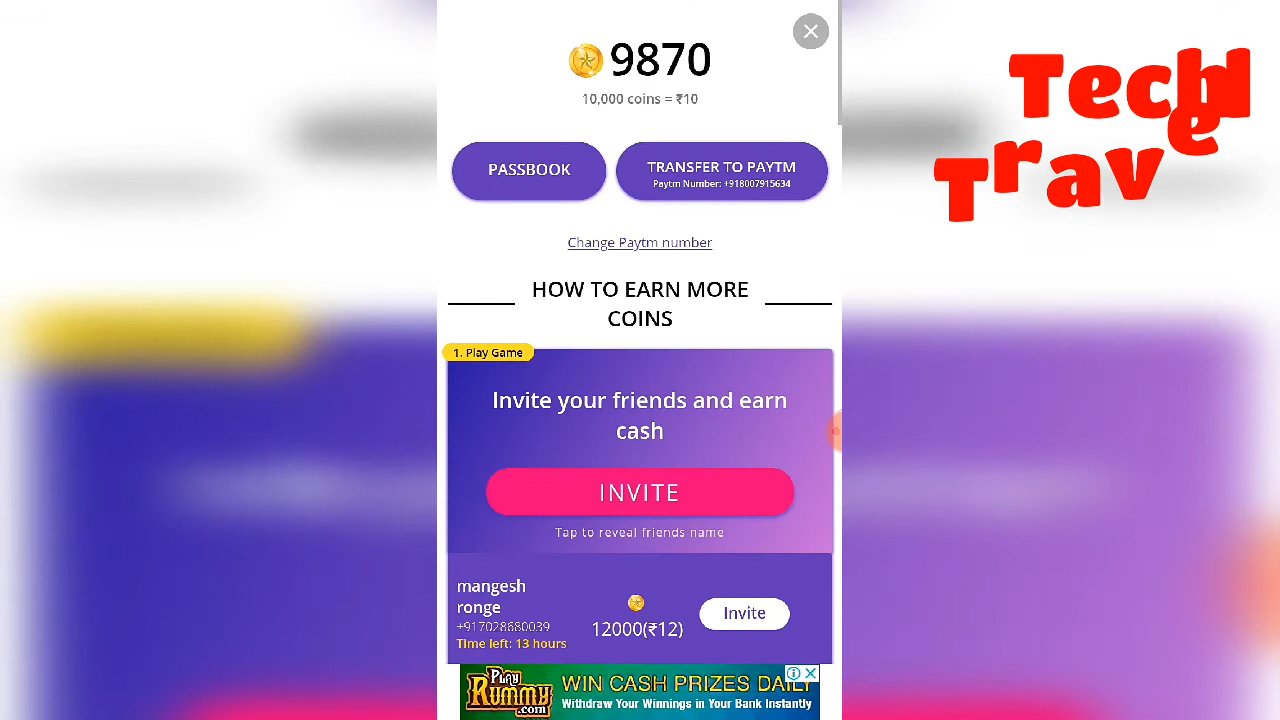 9870
10,000 coins = ₹10
PASSBOOK
TRANSFER TO PAYTM
Paytm Number: +918007915634
Change Paytm number
HOW TO EARN MORE
COINS
1. Play Game
Invite your friends and earn
cash
INVITE
Tap to reveal friends name
mangesh
ronge
+917028680039
Time left: 13 hours
12000(₹12)
Invite
Play
Rummy
.com
WIN CASH PRIZES DAILY
Withdraw Your Winnings in Your Bank Instantly
Tech
Travel